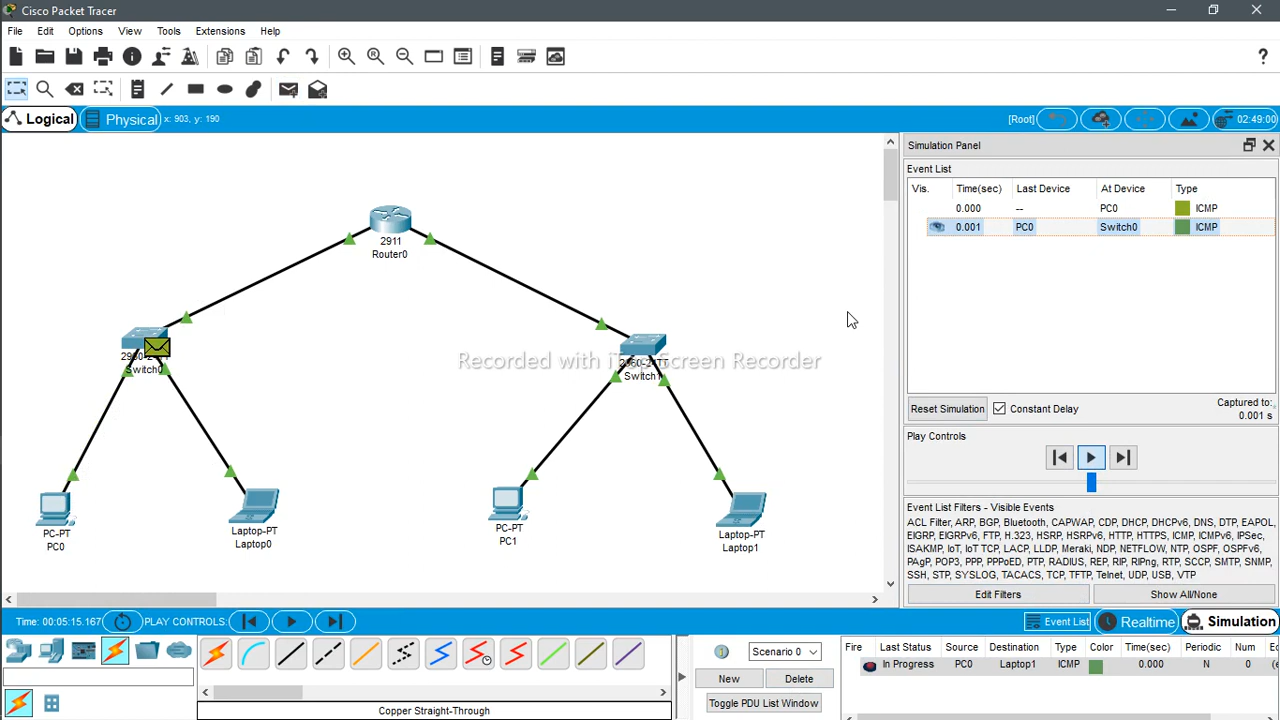 Cisco Packet Tracer
File Edit Options View Tools Extensions Help
Logical Physical x: 903, y: 190 [Root] 02:49:00
Simulation Panel
Event List
Vis. Time(sec) Last Device At Device Type
0.000 -- PC0 ICMP
0.001 PC0 Switch0 ICMP
2911
Router0
Switch0
Switch1
Recorded with iTop Screen Recorder
PC-PT
PC0
Laptop-PT
Laptop0
PC-PT
PC1
Laptop-PT
Laptop1
Reset Simulation Constant Delay Captured to:
0.001 s
Play Controls
Event List Filters - Visible Events
ACL Filter, ARP, BGP, Bluetooth, CAPWAP, CDP, DHCP, DHCPv6, DNS, DTP, EAPOL,
EIGRP, EIGRPv6, FTP, H.323, HSRP, HSRPv6, HTTP, HTTPS, ICMP, ICMPv6, IPSec,
ISAKMP, IoT, IoT TCP, LACP, LLDP, Meraki, NDP, NETFLOW, NTP, OSPF, OSPFv6,
PAgP, POP3, PPP, PPPoED, PTP, RADIUS, REP, RIP, RIPng, RTP, SCCP, SMTP, SNMP,
SSH, STP, SYSLOG, TACACS, TCP, TFTP, Telnet, UDP, USB, VTP
Edit Filters Show All/None
Time: 00:05:15.167 PLAY CONTROLS: Event List Realtime Simulation
Scenario 0
New Delete
Toggle PDU List Window
Fire Last Status Source Destination Type Color Time(sec) Periodic Num
In Progress PC0 Laptop1 ICMP 0.000 N 0
Copper Straight-Through